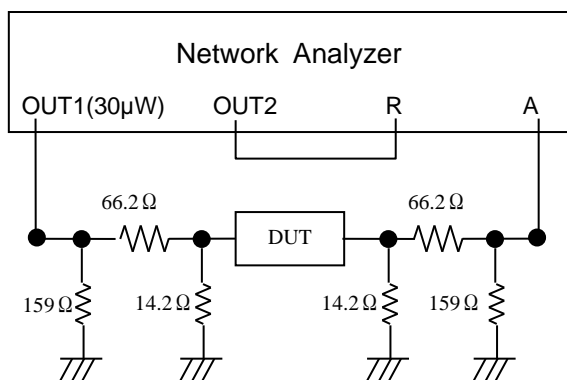 Network Analyzer
OUT1(30µW) OUT2 R A
66.2Ω 66.2Ω
DUT
159Ω 14.2Ω 14.2Ω 159Ω